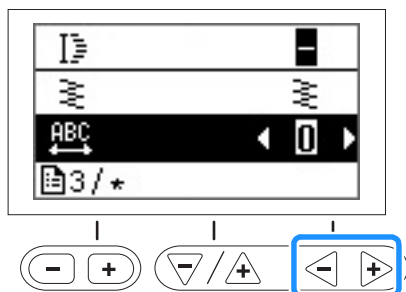 –
ABC 0
3/*
- + - / + - +